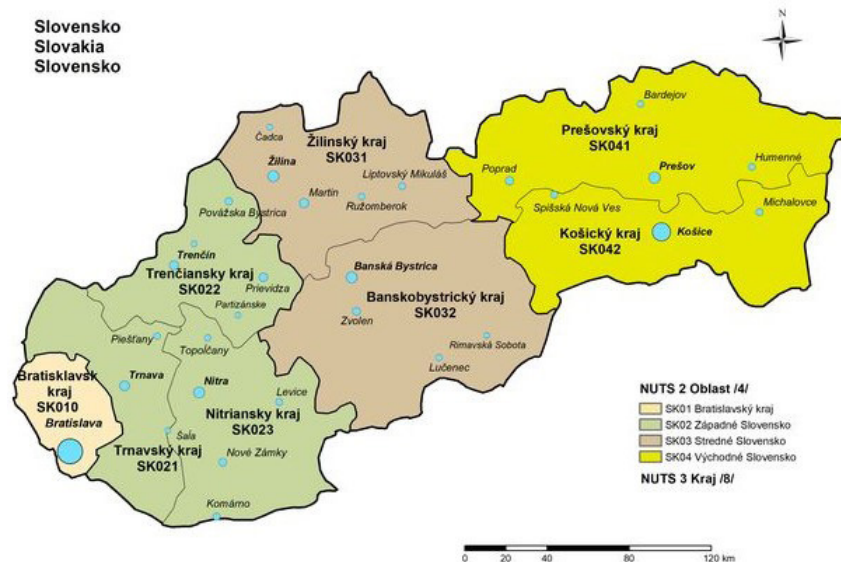 Slovensko
Slovakia
Slovensko
N
Bardejov
Prešovský kraj
SK041
Čadca
Žilinský kraj
SK031
Žilina
Liptovský Mikuláš
Martin
Ružomberok
Poprad
Prešov
Humenné
Spišská Nová Ves
Michalovce
Košický kraj
SK042
Košice
Považska Bystrica
Trenčín
Trenčiansky kraj
SK022
Prievidza
Partizánske
Banská Bystrica
Banskobystrický kraj
SK032
Zvolen
Rimavská Sobota
Lučenec
Piešťany
Topoľčany
Bratisklavsk
kraj
SK010
Bratislava
Trnava
Nitra
Levice
Nitriansky kraj
SK023
Šaľa
Trnavský kraj
SK021
Nové Zámky
Komárno
NUTS 2 Oblast /4/
SK01 Bratislavský kraj
SK02 Západné Slovensko
SK03 Stredné Slovensko
SK04 Východné Slovensko
NUTS 3 Kraj /8/
0 20 40 80 120 km